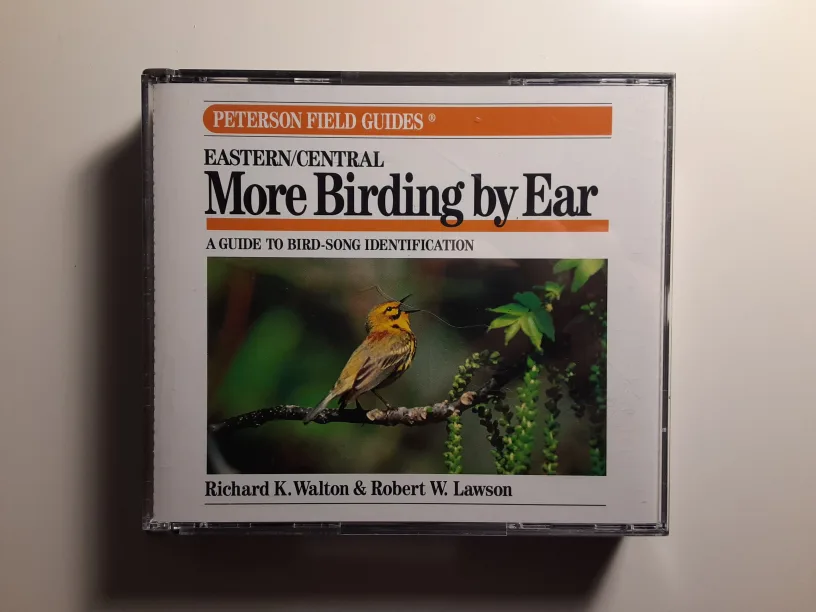 PETERSON FIELD GUIDES ®
EASTERN/CENTRAL
More Birding by Ear
A GUIDE TO BIRD-SONG IDENTIFICATION
Richard K. Walton & Robert W. Lawson